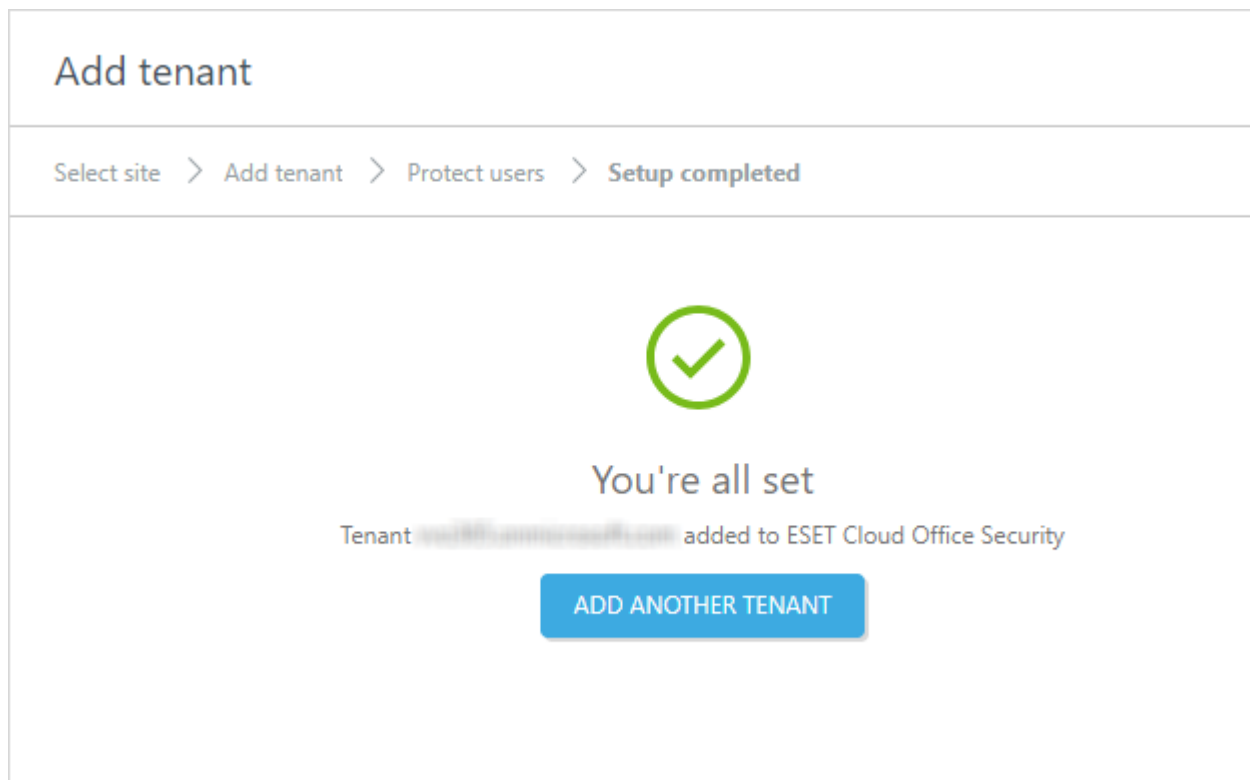 Add tenant
Select site > Add tenant > Protect users > Setup completed
You're all set
Tenant added to ESET Cloud Office Security
ADD ANOTHER TENANT